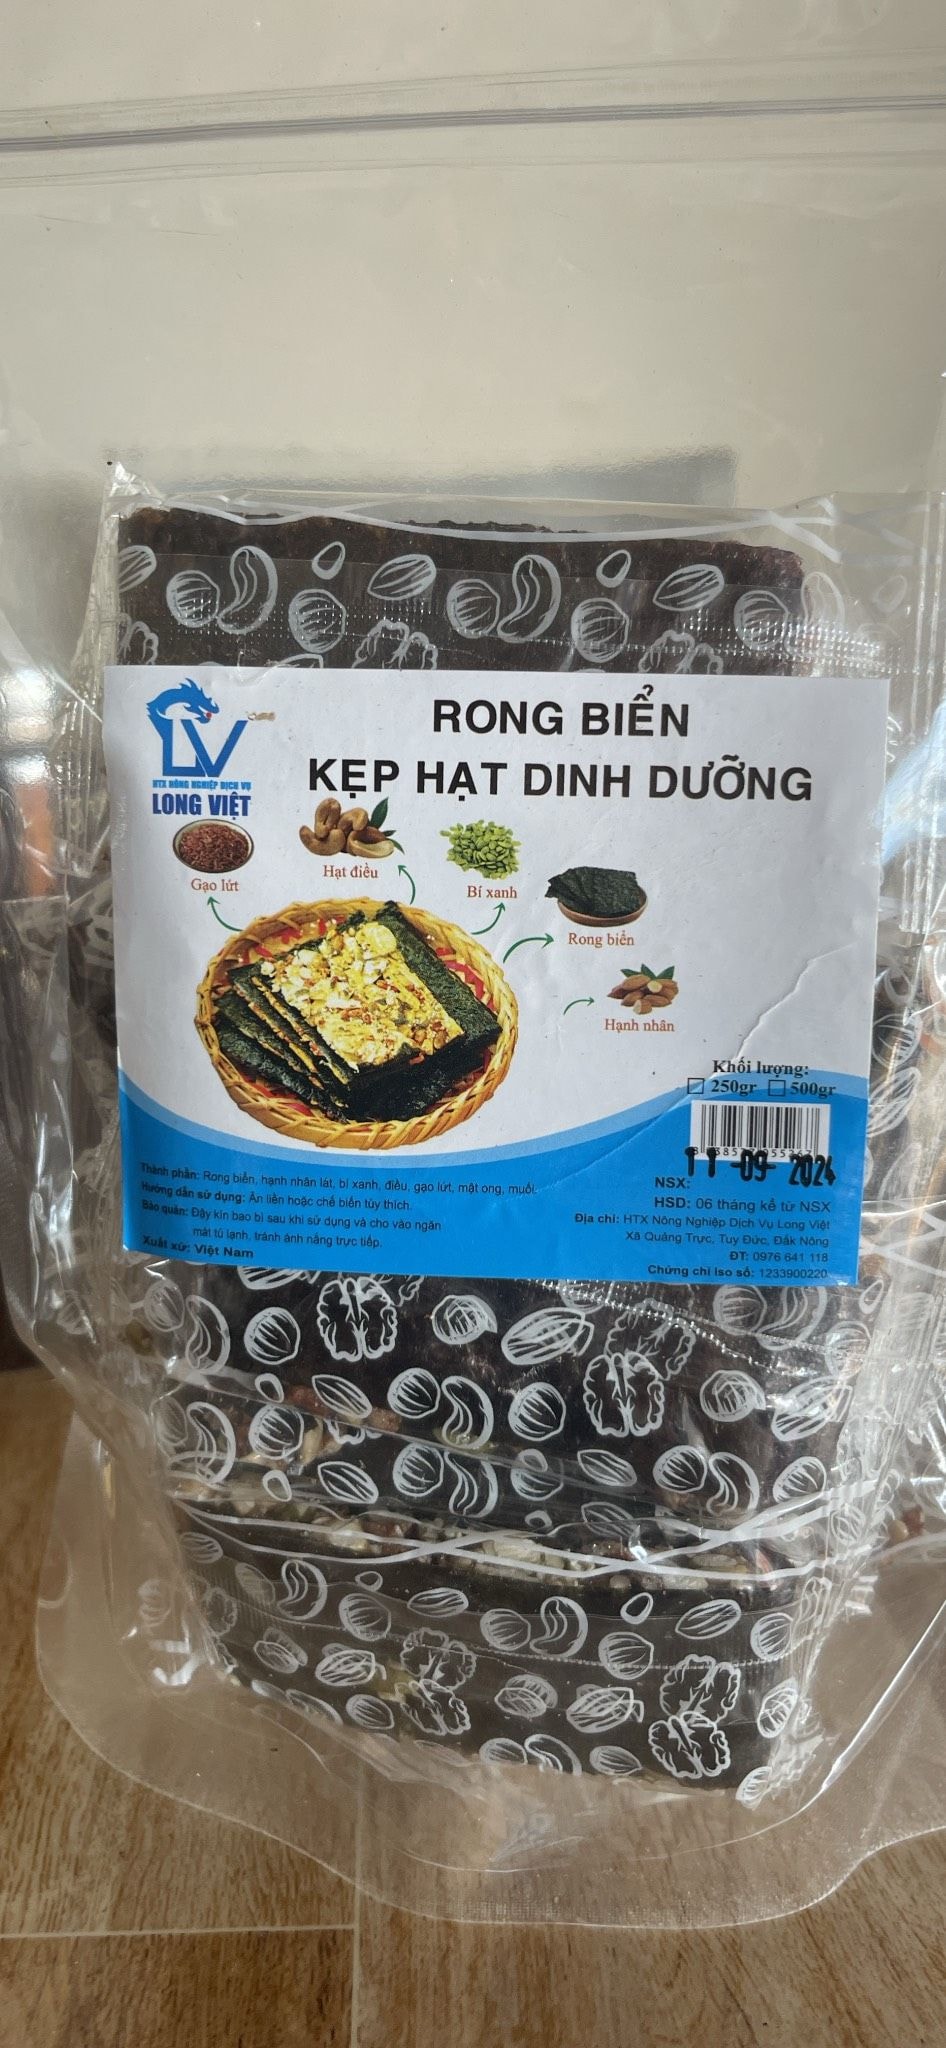 RONG BIỂN
KẸP HẠT DINH DƯỠNG
LV
HTX NÔNG NGHIỆP DỊCH VỤ
LONG VIỆT
Gạo lứt
Hạt điều
Bí xanh
Rong biển
Hạnh nhân
Khối lượng:
250gr 500gr
Thành phần: Rong biển, hạnh nhân lát, bí xanh, điều, gạo lứt, mật ong, muối.
Hướng dẫn sử dụng: Ăn liền hoặc chế biến tùy thích.
Bảo quản: Đậy kín bao bì sau khi sử dụng và cho vào ngăn
mát tủ lạnh, tránh ánh nắng trực tiếp.
Xuất xứ: Việt Nam
NSX: 11-09-2024
HSD: 06 tháng kể từ NSX
Địa chỉ: HTX Nông Nghiệp Dịch Vụ Long Việt
Xã Quảng Trực, Tuy Đức, Đắk Nông
ĐT: 0976 641 118
Chứng chỉ iso số: 1233900220